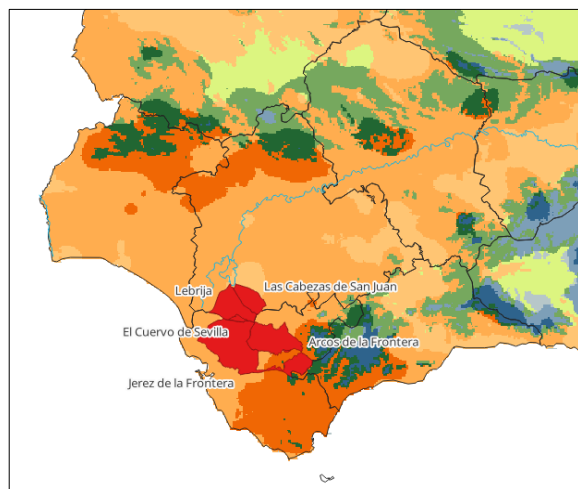 Lebrija
Las Cabezas de San Juan
El Cuervo de Sevilla
Arcos de la Frontera
Jerez de la Frontera